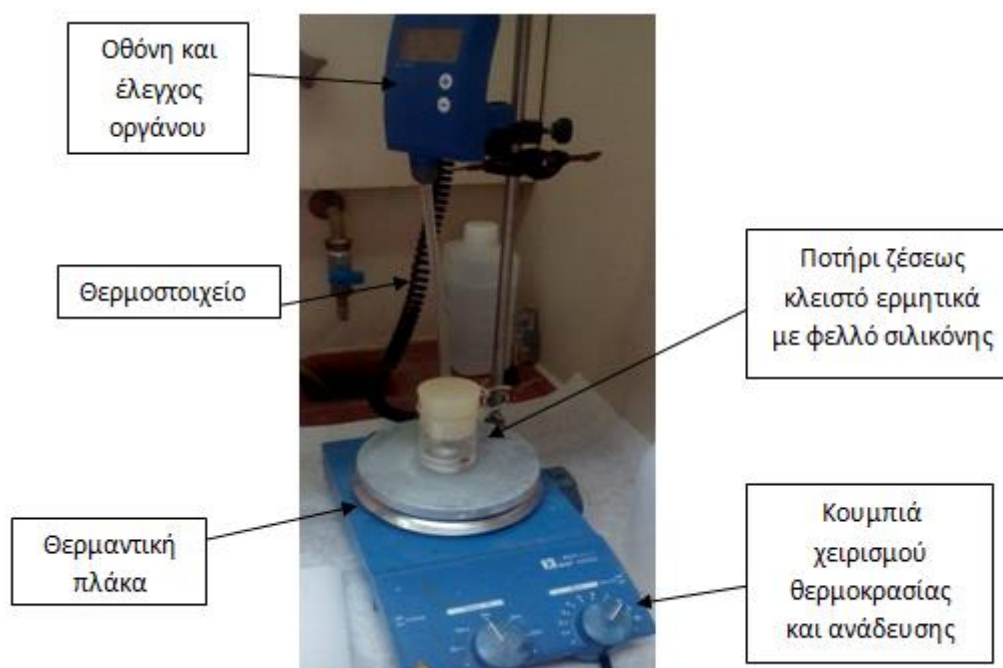 Οθόνη και
έλεγχος
οργάνου
Θερμοστοιχείο
Ποτήρι ζέσεως
κλειστό ερμητικά
με φελλό σιλικόνης
Θερμαντική
πλάκα
Κουμπιά
χειρισμού
θερμοκρασίας
και ανάδευσης